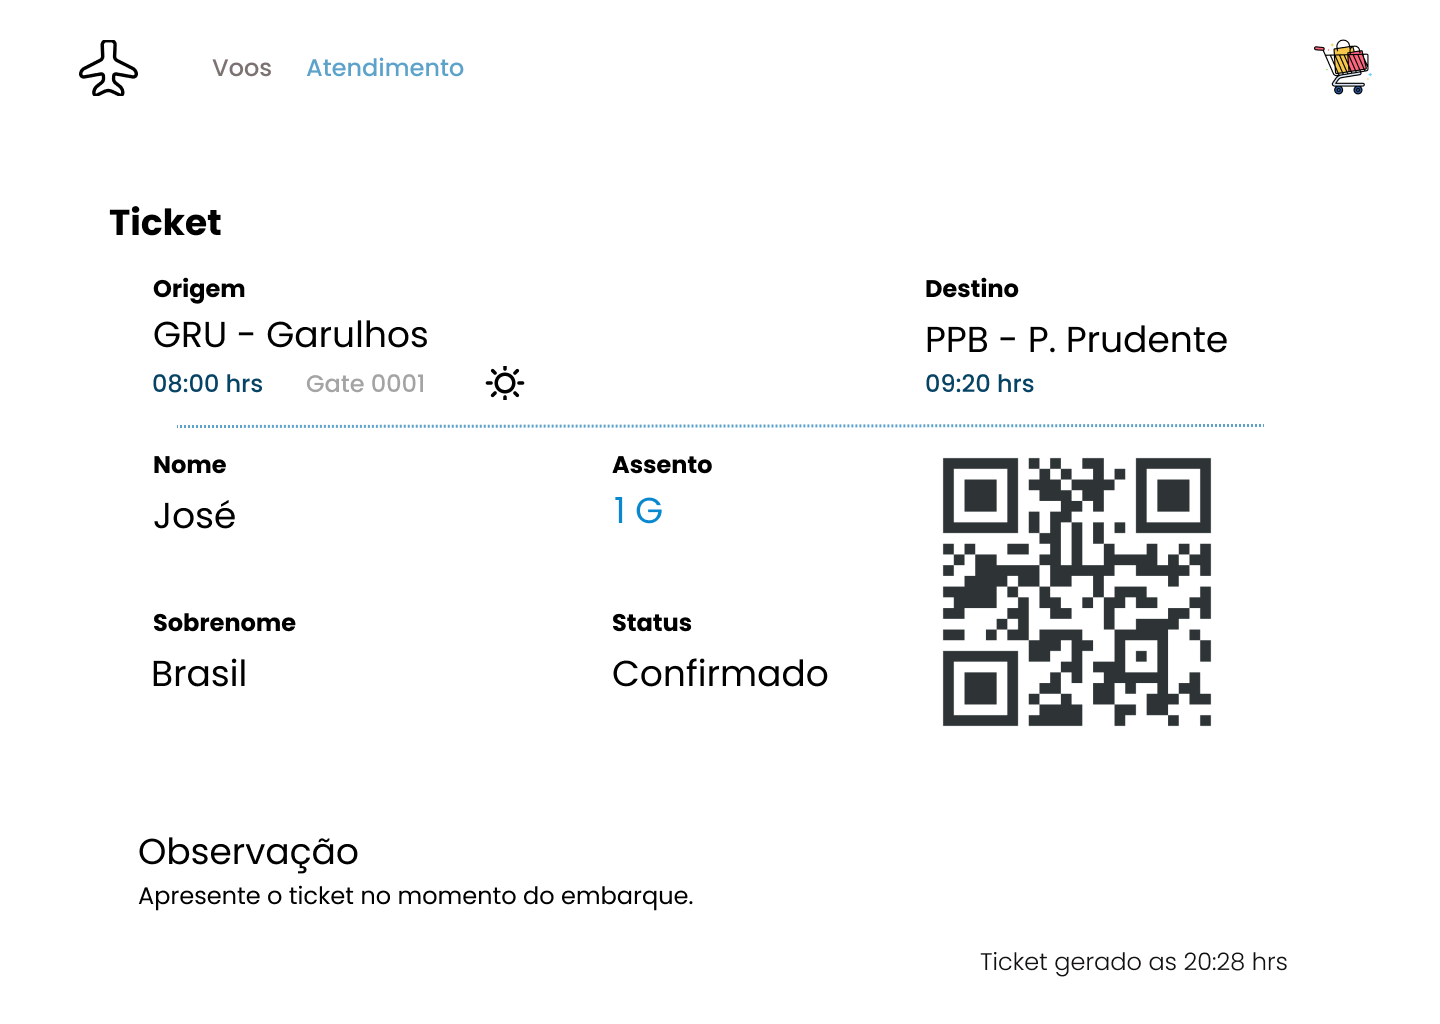 Voos Atendimento
Ticket
Origem Destino
GRU - Garulhos PPB - P. Prudente
08:00 hrs Gate 0001 09:20 hrs
Nome Assento
José 1 G
Sobrenome Status
Brasil Confirmado
Observação
Apresente o ticket no momento do embarque.
Ticket gerado as 20:28 hrs